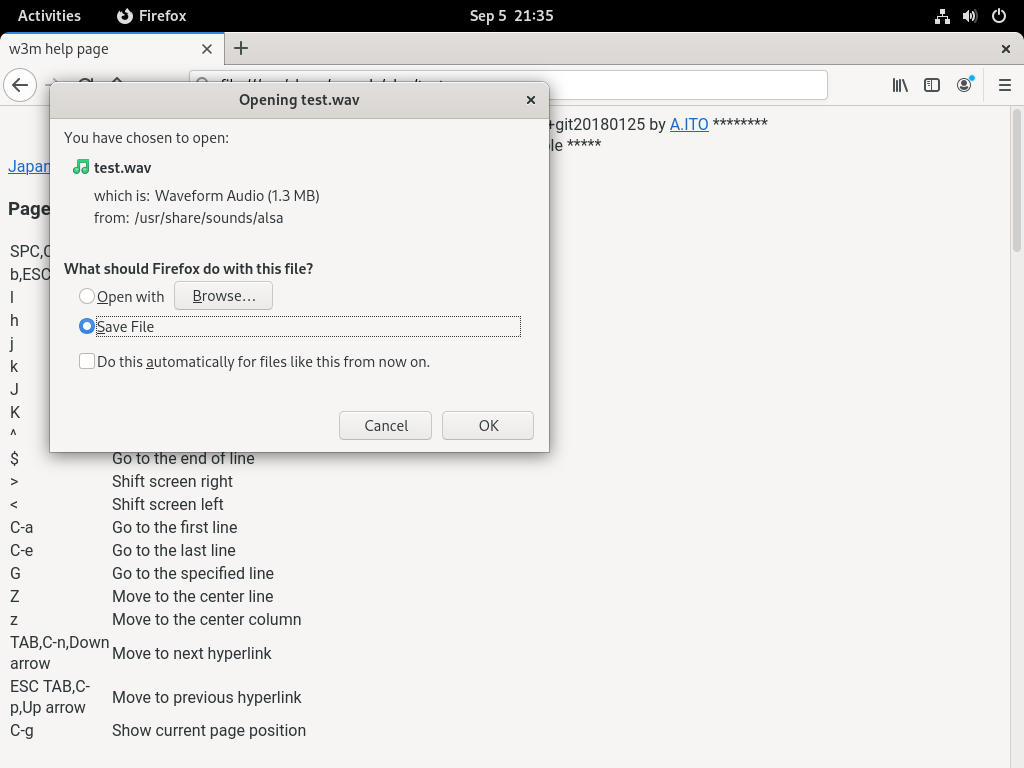 Activities
Firefox
Sep 5 21:35
w3m help page
Opening test.wav
You have chosen to open:
test.wav
which is: Waveform Audio (1.3 MB)
from: /usr/share/sounds/alsa
What should Firefox do with this file?
Open with
Browse…
Save File
Do this automatically for files like this from now on.
Cancel
OK
+git20180125 by A.ITO ********
*****
Page
l
h
j
k
J
K
^
$ Go to the end of line
> Shift screen right
< Shift screen left
C-a Go to the first line
C-e Go to the last line
G Go to the specified line
Z Move to the center line
z Move to the center column
TAB,C-n,Down
arrow
Move to next hyperlink
ESC TAB,C-
p,Up arrow
Move to previous hyperlink
C-g Show current page position